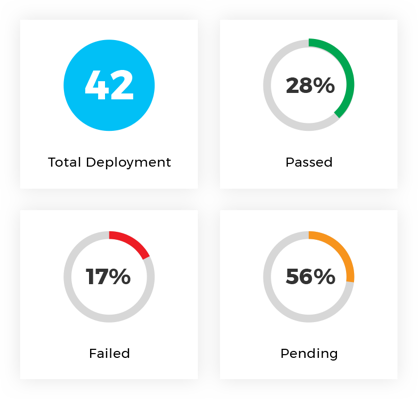 42
Total Deployment
28%
Passed
17%
Failed
56%
Pending